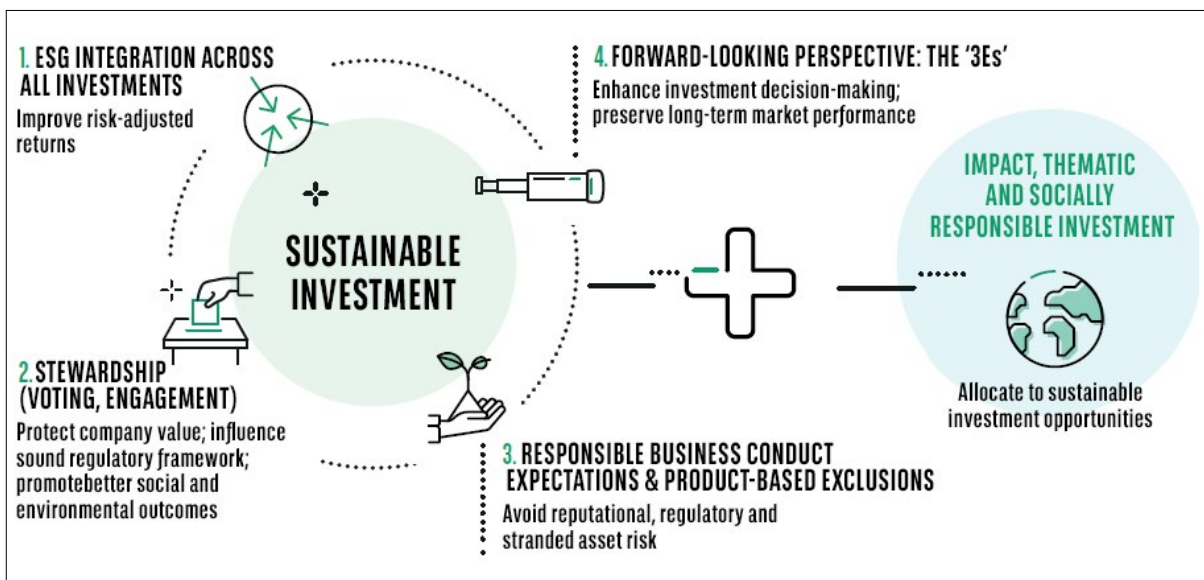 1. ESG INTEGRATION ACROSS
ALL INVESTMENTS
Improve risk-adjusted
returns
SUSTAINABLE
INVESTMENT
2. STEWARDSHIP
(VOTING, ENGAGEMENT)
Protect company value; influence
sound regulatory framework;
promotebetter social and
environmental outcomes
3. RESPONSIBLE BUSINESS CONDUCT
EXPECTATIONS & PRODUCT-BASED EXCLUSIONS
Avoid reputational, regulatory and
stranded asset risk
4. FORWARD-LOOKING PERSPECTIVE: THE ‘3Es’
Enhance investment decision-making;
preserve long-term market performance
IMPACT, THEMATIC
AND SOCIALLY
RESPONSIBLE INVESTMENT
Allocate to sustainable
investment opportunities